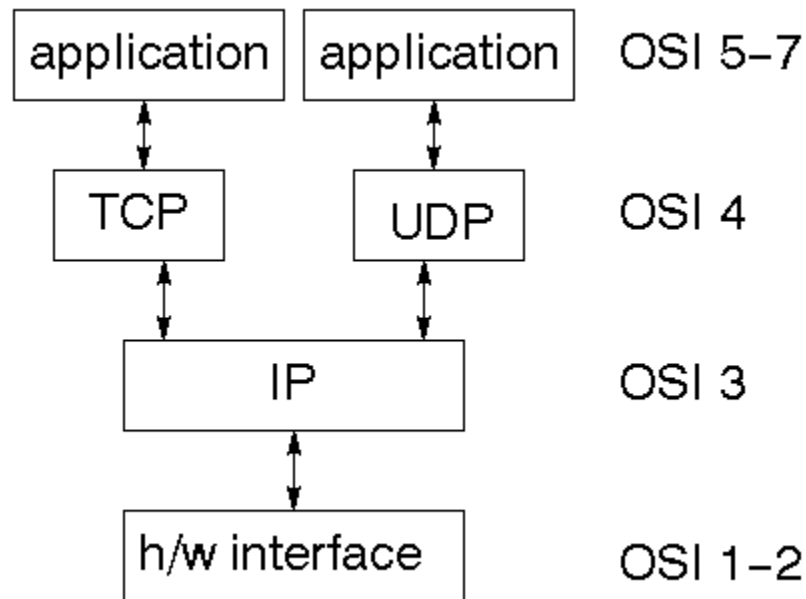 application application OSI 5-7
TCP UDP OSI 4
IP OSI 3
h/w interface OSI 1-2